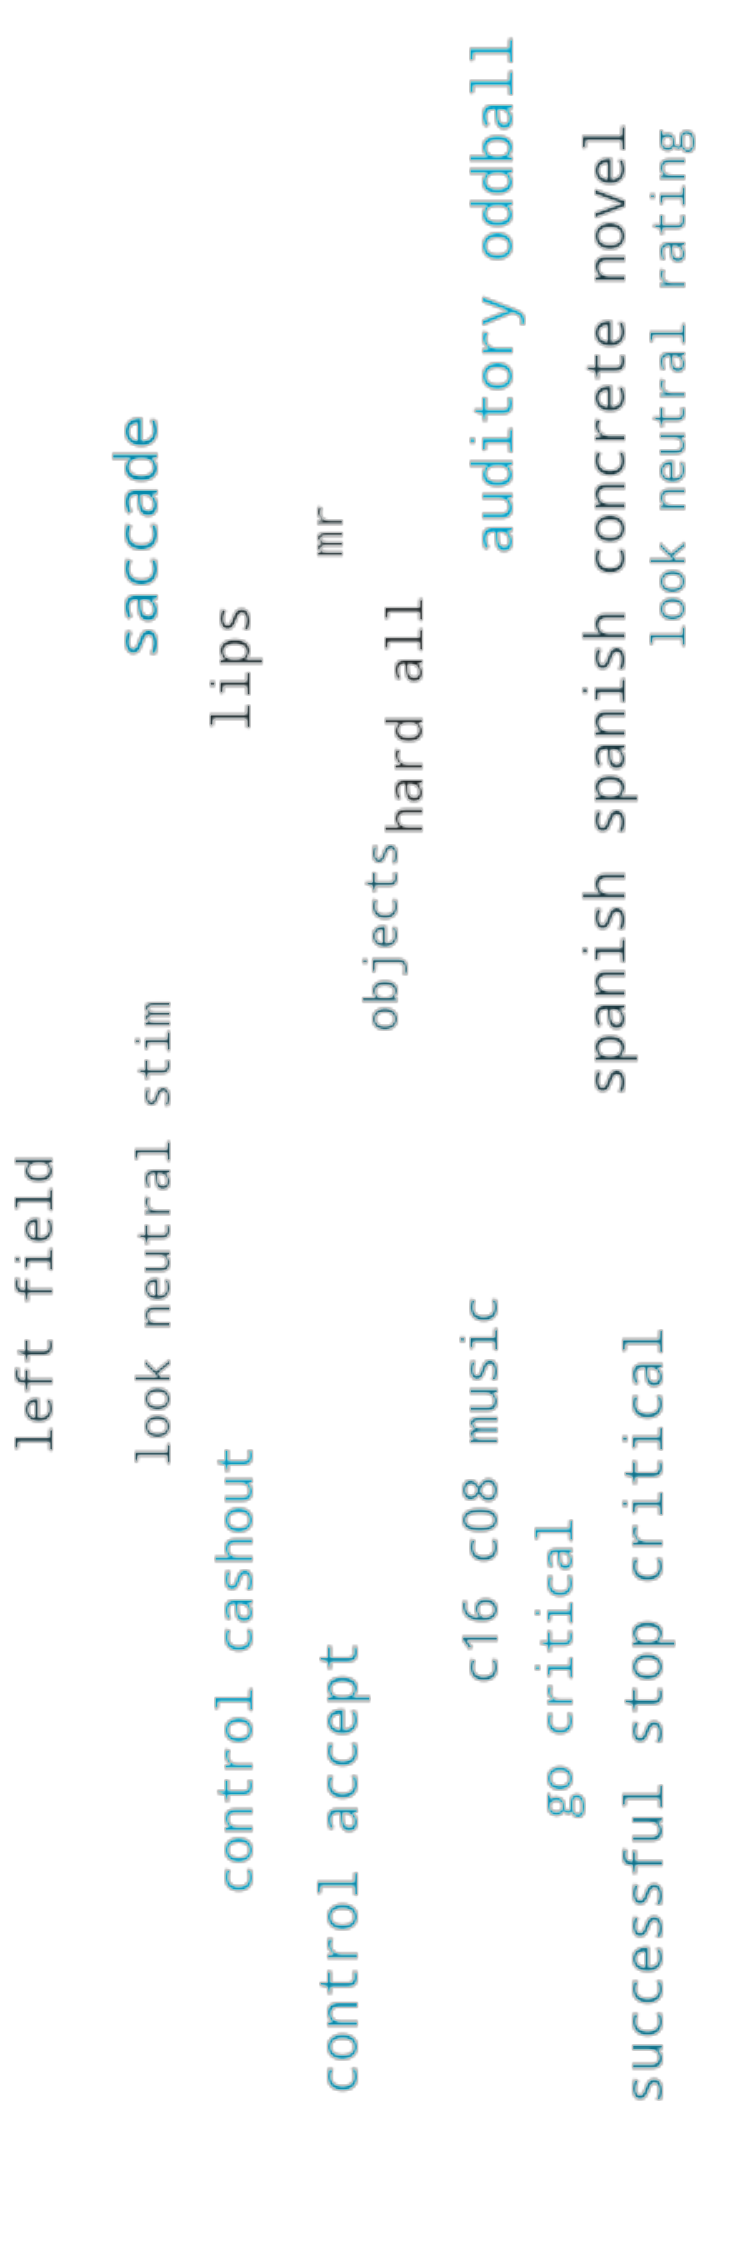 left field
saccade
look neutral stim
lips
control cashout
mr
control accept
objects
hard all
auditory oddball
c16 c08 music
go critical
spanish spanish concrete novel
successful stop critical
look neutral rating